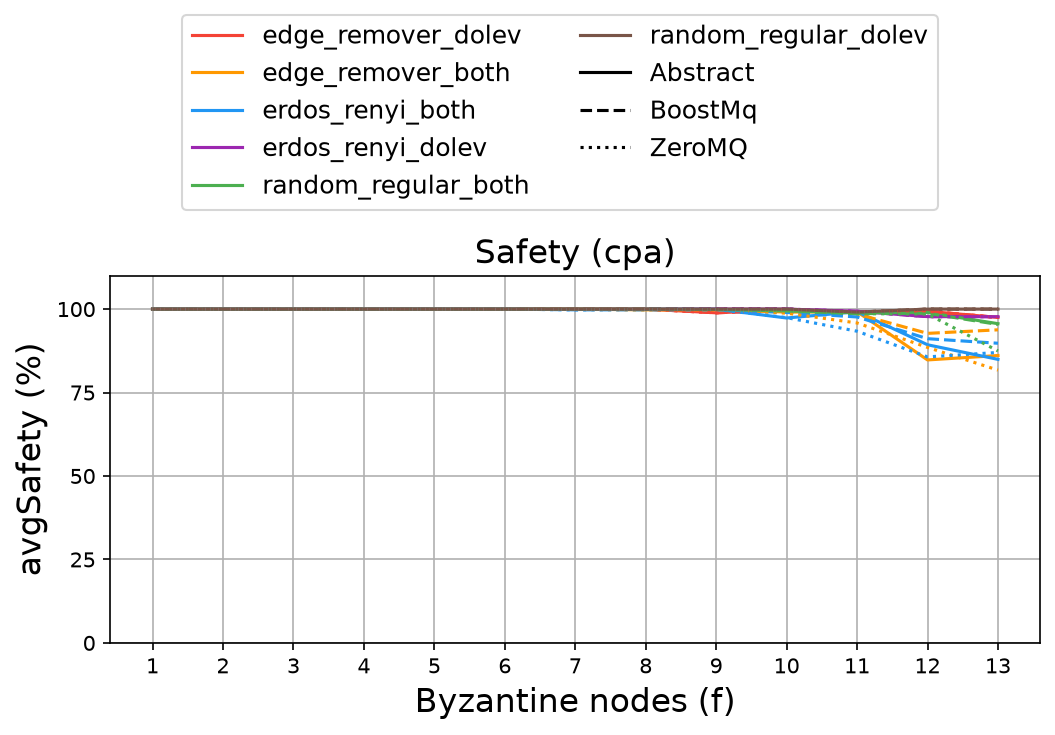 edge_remover_dolev
edge_remover_both
erdos_renyi_both
erdos_renyi_dolev
random_regular_both
random_regular_dolev
Abstract
BoostMq
ZeroMQ
Safety (cpa)
avgSafety (%)
100
75
50
25
0
1 2 3 4 5 6 7 8 9 10 11 12 13
Byzantine nodes (f)